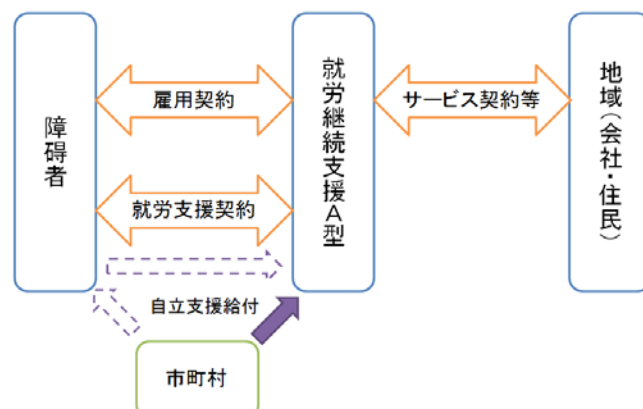 障碍者
雇用契約
就労支援契約
就労継続支援A型
サービス契約等
地域(会社・住民)
自立支援給付
市町村